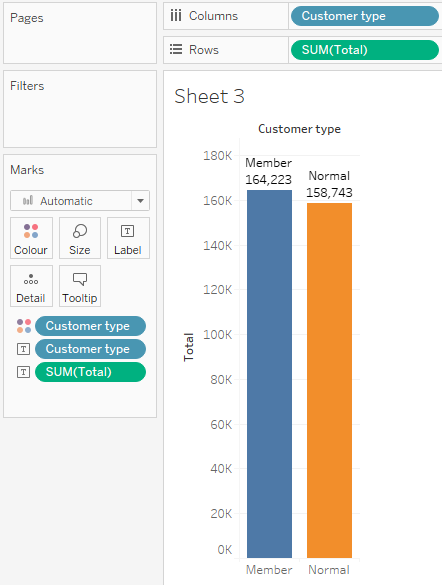 Pages
Columns
Customer type
Rows
SUM(Total)
Filters
Marks
Automatic
Colour
Size
Label
Detail
Tooltip
Customer type
Customer type
SUM(Total)
Sheet 3
Customer type
Member
164,223
Normal
158,743
Total
180K
160K
140K
120K
100K
80K
60K
40K
20K
0K
Member
Normal